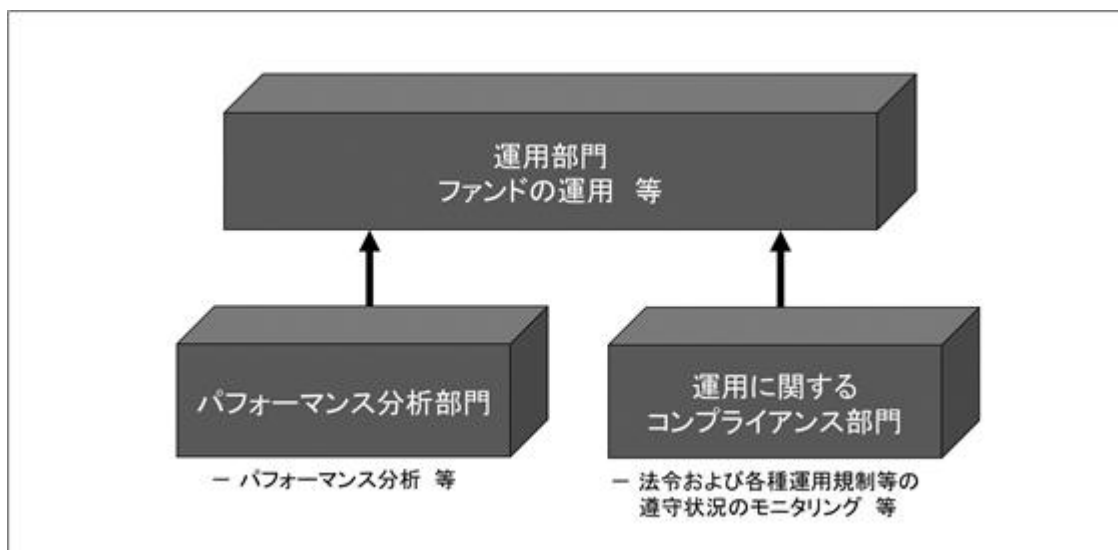 運用部門
ファンドの運用 等
パフォーマンス分析部門
－ パフォーマンス分析 等
運用に関する
コンプライアンス部門
－ 法令および各種運用規制等の
遵守状況のモニタリング 等